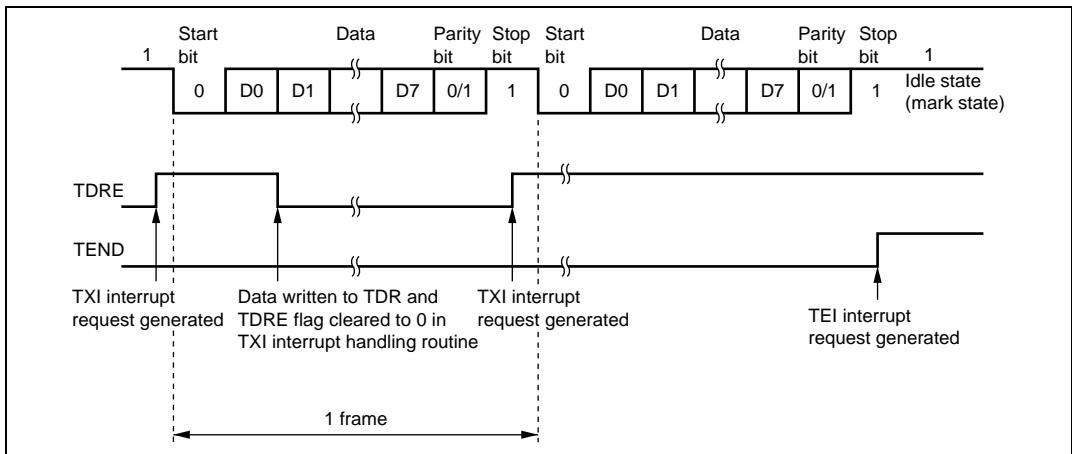 Start Data Parity Stop Start Data Parity Stop
1 bit bit bit bit bit bit 1
0 D0 D1 D7 0/1 1 0 D0 D1 D7 0/1 1 Idle state
(mark state)
TDRE
TEND
TXI interrupt
request generated
Data written to TDR and
TDRE flag cleared to 0 in
TXI interrupt handling routine
TXI interrupt
request generated
TEI interrupt
request generated
1 frame